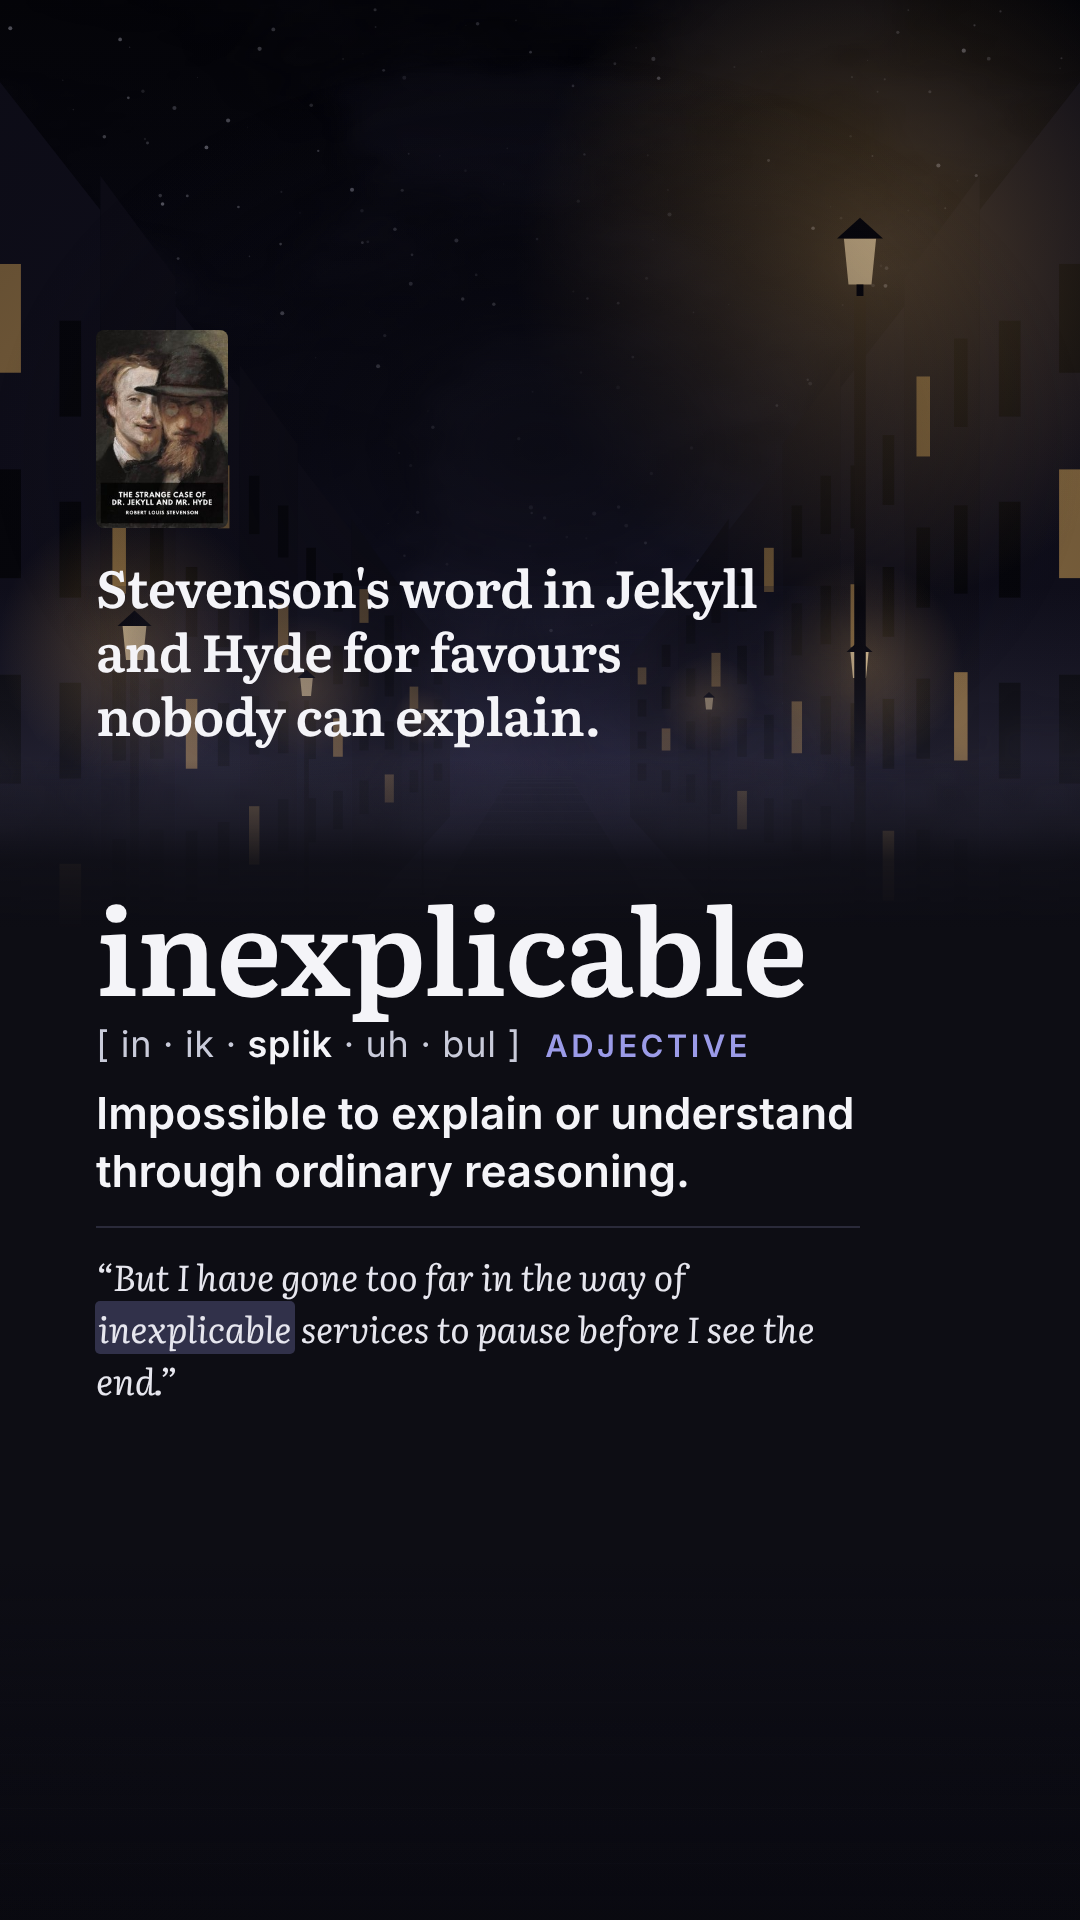 THE STRANGE CASE OF
DR. JEKYLL AND MR. HYDE
ROBERT LOUIS STEVENSON
Stevenson's word in Jekyll
and Hyde for favours
nobody can explain.
inexplicable
[ in · ik · splik · uh · bul ] ADJECTIVE
Impossible to explain or understand
through ordinary reasoning.
“But I have gone too far in the way of
inexplicable services to pause before I see the
end.”